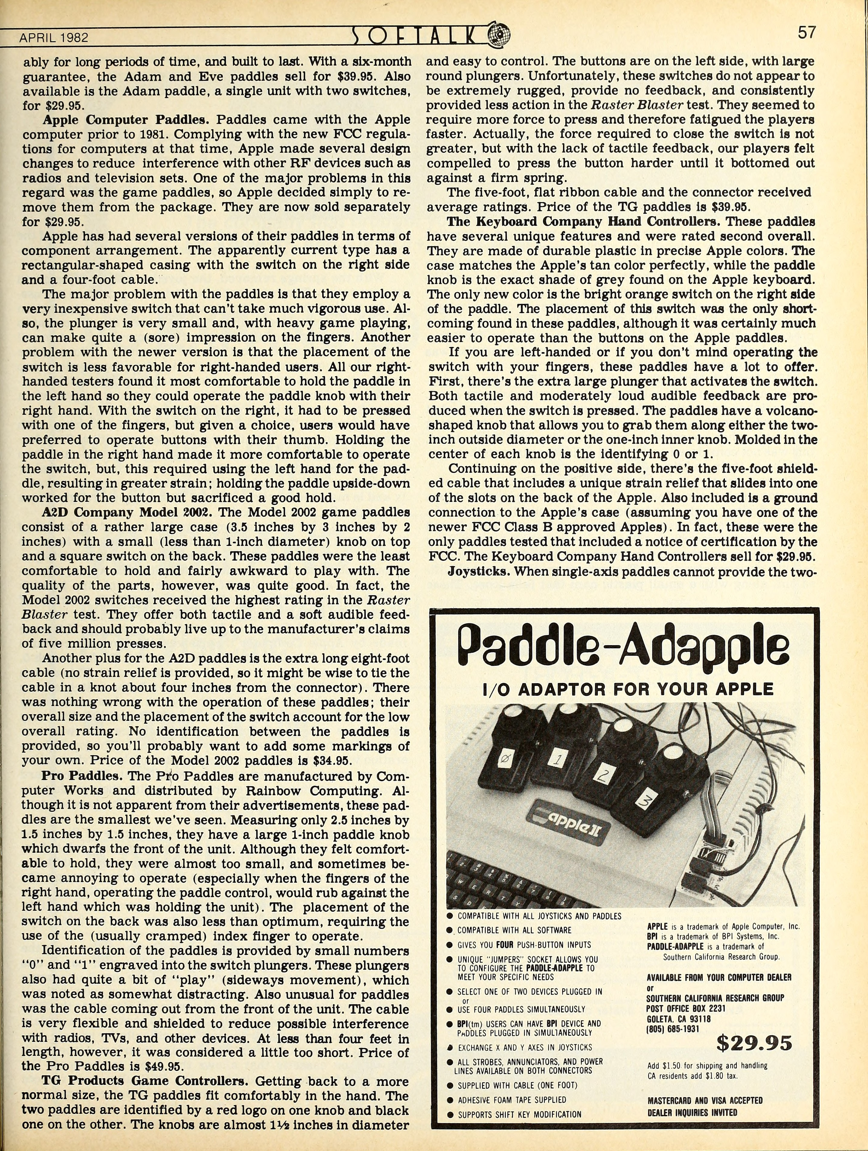 APRIL 1982
SOFTALK
57
ably for long periods of time, and built to last. With a six-month
guarantee, the Adam and Eve paddles sell for $39.95. Also
available is the Adam paddle, a single unit with two switches,
for $29.95.
Apple Computer Paddles. Paddles came with the Apple
computer prior to 1981. Complying with the new FCC regula-
tions for computers at that time, Apple made several design
changes to reduce interference with other RF devices such as
radios and television sets. One of the major problems in this
regard was the game paddles, so Apple decided simply to re-
move them from the package. They are now sold separately
for $29.95.
Apple has had several versions of their paddles in terms of
component arrangement. The apparently current type has a
rectangular-shaped casing with the switch on the right side
and a four-foot cable.
The major problem with the paddles is that they employ a
very inexpensive switch that can't take much vigorous use. Al-
so, the plunger is very small and, with heavy game playing,
can make quite a (sore) impression on the fingers. Another
problem with the newer version is that the placement of the
switch is less favorable for right-handed users. All our right-
handed testers found it most comfortable to hold the paddle in
the left hand so they could operate the paddle knob with their
right hand. With the switch on the right, it had to be pressed
with one of the fingers, but given a choice, users would have
preferred to operate buttons with their thumb. Holding the
paddle in the right hand made it more comfortable to operate
the switch, but, this required using the left hand for the pad-
dle, resulting in greater strain; holding the paddle upside-down
worked for the button but sacrificed a good hold.
A2D Company Model 2002. The Model 2002 game paddles
consist of a rather large case (3.5 inches by 3 inches by 2
inches) with a small (less than 1-inch diameter) knob on top
and a square switch on the back. These paddles were the least
comfortable to hold and fairly awkward to play with. The
quality of the parts, however, was quite good. In fact, the
Model 2002 switches received the highest rating in the Raster
Blaster test. They offer both tactile and a soft audible feed-
back and should probably live up to the manufacturer's claims
of five million presses.
Another plus for the A2D paddles is the extra long eight-foot
cable (no strain relief is provided, so it might be wise to tie the
cable in a knot about four inches from the connector). There
was nothing wrong with the operation of these paddles; their
overall size and the placement of the switch account for the low
overall rating. No identification between the paddles is
provided, so you'll probably want to add some markings of
your own. Price of the Model 2002 paddles is $34.95.
Pro Paddles. The Pro Paddles are manufactured by Com-
puter Works and distributed by Rainbow Computing. Al-
though it is not apparent from their advertisements, these pad-
dles are the smallest we've seen. Measuring only 2.5 inches by
1.5 inches by 1.5 inches, they have a large 1-inch paddle knob
which dwarfs the front of the unit. Although they felt comfort-
able to hold, they were almost too small, and sometimes be-
came annoying to operate (especially when the fingers of the
right hand, operating the paddle control, would rub against the
left hand which was holding the unit). The placement of the
switch on the back was also less than optimum, requiring the
use of the (usually cramped) index finger to operate.
Identification of the paddles is provided by small numbers
"0" and "1" engraved into the switch plungers. These plungers
also had quite a bit of "play" (sideways movement), which
was noted as somewhat distracting. Also unusual for paddles
was the cable coming out from the front of the unit. The cable
is very flexible and shielded to reduce possible interference
with radios, TVs, and other devices. At less than four feet in
length, however, it was considered a little too short. Price of
the Pro Paddles is $49.95.
TG Products Game Controllers. Getting back to a more
normal size, the TG paddles fit comfortably in the hand. The
two paddles are identified by a red logo on one knob and black
one on the other. The knobs are almost 1½ inches in diameter
and easy to control. The buttons are on the left side, with large
round plungers. Unfortunately, these switches do not appear to
be extremely rugged, provide no feedback, and consistently
provided less action in the Raster Blaster test. They seemed to
require more force to press and therefore fatigued the players
faster. Actually, the force required to close the switch is not
greater, but with the lack of tactile feedback, our players felt
compelled to press the button harder until it bottomed out
against a firm spring.
The five-foot, flat ribbon cable and the connector received
average ratings. Price of the TG paddles is $39.95.
The Keyboard Company Hand Controllers. These paddles
have several unique features and were rated second overall.
They are made of durable plastic in precise Apple colors. The
case matches the Apple's tan color perfectly, while the paddle
knob is the exact shade of grey found on the Apple keyboard.
The only new color is the bright orange switch on the right side
of the paddle. The placement of this switch was the only short-
coming found in these paddles, although it was certainly much
easier to operate than the buttons on the Apple paddles.
If you are left-handed or if you don't mind operating the
switch with your fingers, these paddles have a lot to offer.
First, there's the extra large plunger that activates the switch.
Both tactile and moderately loud audible feedback are pro-
duced when the switch is pressed. The paddles have a volcano-
shaped knob that allows you to grab them along either the two-
inch outside diameter or the one-inch inner knob. Molded in the
center of each knob is the identifying 0 or 1.
Continuing on the positive side, there's the five-foot shield-
ed cable that includes a unique strain relief that slides into one
of the slots on the back of the Apple. Also included is a ground
connection to the Apple's case (assuming you have one of the
newer FCC Class B approved Apples). In fact, these were the
only paddles tested that included a notice of certification by the
FCC. The Keyboard Company Hand Controllers sell for $29.95.
Joysticks. When single-axis paddles cannot provide the two-
Paddle-Adapple
I/O ADAPTOR FOR YOUR APPLE
0
1
2
3
apple II
● COMPATIBLE WITH ALL JOYSTICKS AND PADDLES
● COMPATIBLE WITH ALL SOFTWARE
● GIVES YOU FOUR PUSH-BUTTON INPUTS
● UNIQUE "JUMPERS" SOCKET ALLOWS YOU
TO CONFIGURE THE PADDLE-ADAPPLE TO
MEET YOUR SPECIFIC NEEDS
● SELECT ONE OF TWO DEVICES PLUGGED IN
or
● USE FOUR PADDLES SIMULTANEOUSLY
● BPI(tm) USERS CAN HAVE BPI DEVICE AND
PADDLES PLUGGED IN SIMULTANEOUSLY
● EXCHANGE X AND Y AXES IN JOYSTICKS
● ALL STROBES, ANNUNCIATORS, AND POWER
LINES AVAILABLE ON BOTH CONNECTORS
● SUPPLIED WITH CABLE (ONE FOOT)
● ADHESIVE FOAM TAPE SUPPLIED
● SUPPORTS SHIFT KEY MODIFICATION
APPLE is a trademark of Apple Computer, Inc.
BPI is a trademark of BPI Systems, Inc.
PADDLE-ADAPPLE is a trademark of
Southern California Research Group.
AVAILABLE FROM YOUR COMPUTER DEALER
or
SOUTHERN CALIFORNIA RESEARCH GROUP
POST OFFICE BOX 2231
GOLETA, CA 93118
(805) 685-1931
$29.95
Add $1.50 for shipping and handling
CA residents add $1.80 tax.
MASTERCARD AND VISA ACCEPTED
DEALER INQUIRIES INVITED